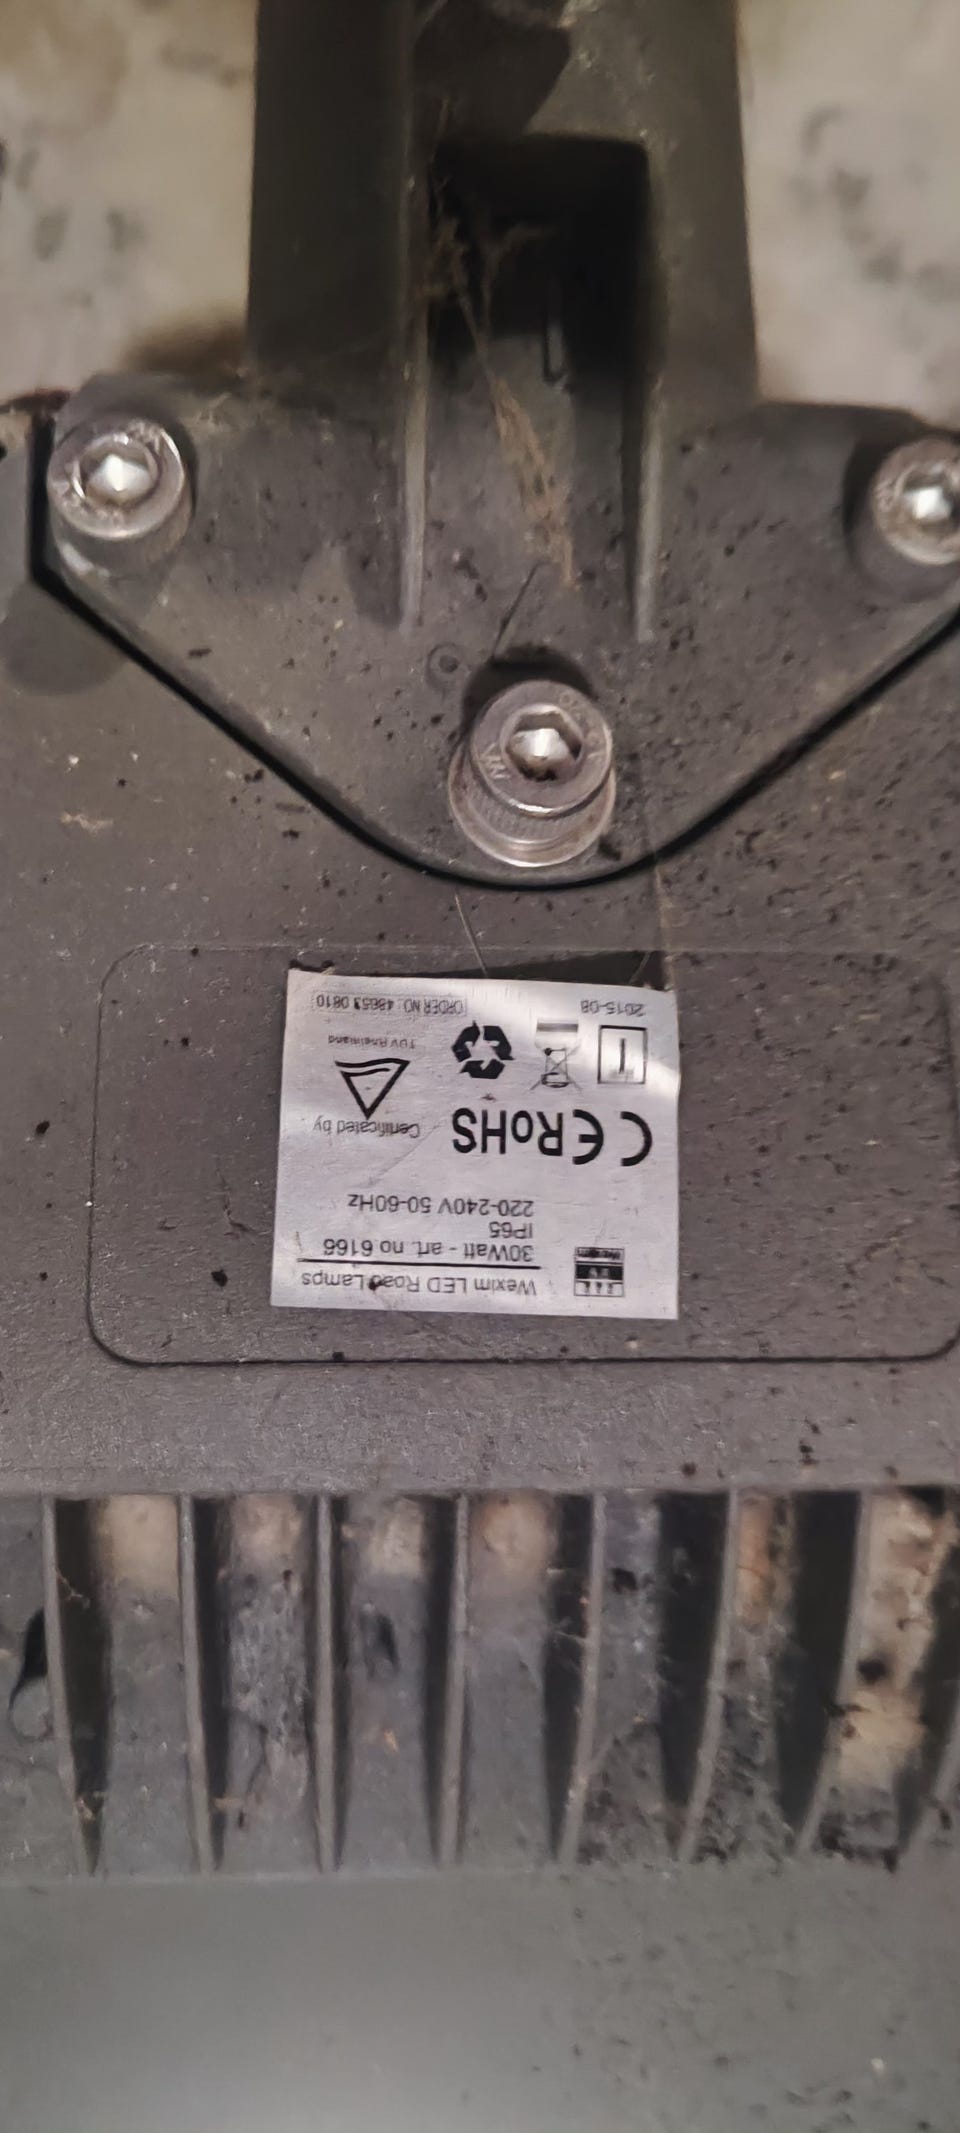 Wexim LED Road Lamps
30Watt - art. no 6166
IP65
220-240V 50-60Hz
CE RoHS
Certificated by
TÜV Rheinland
2015-08
ORDER NO.: 48653 0810